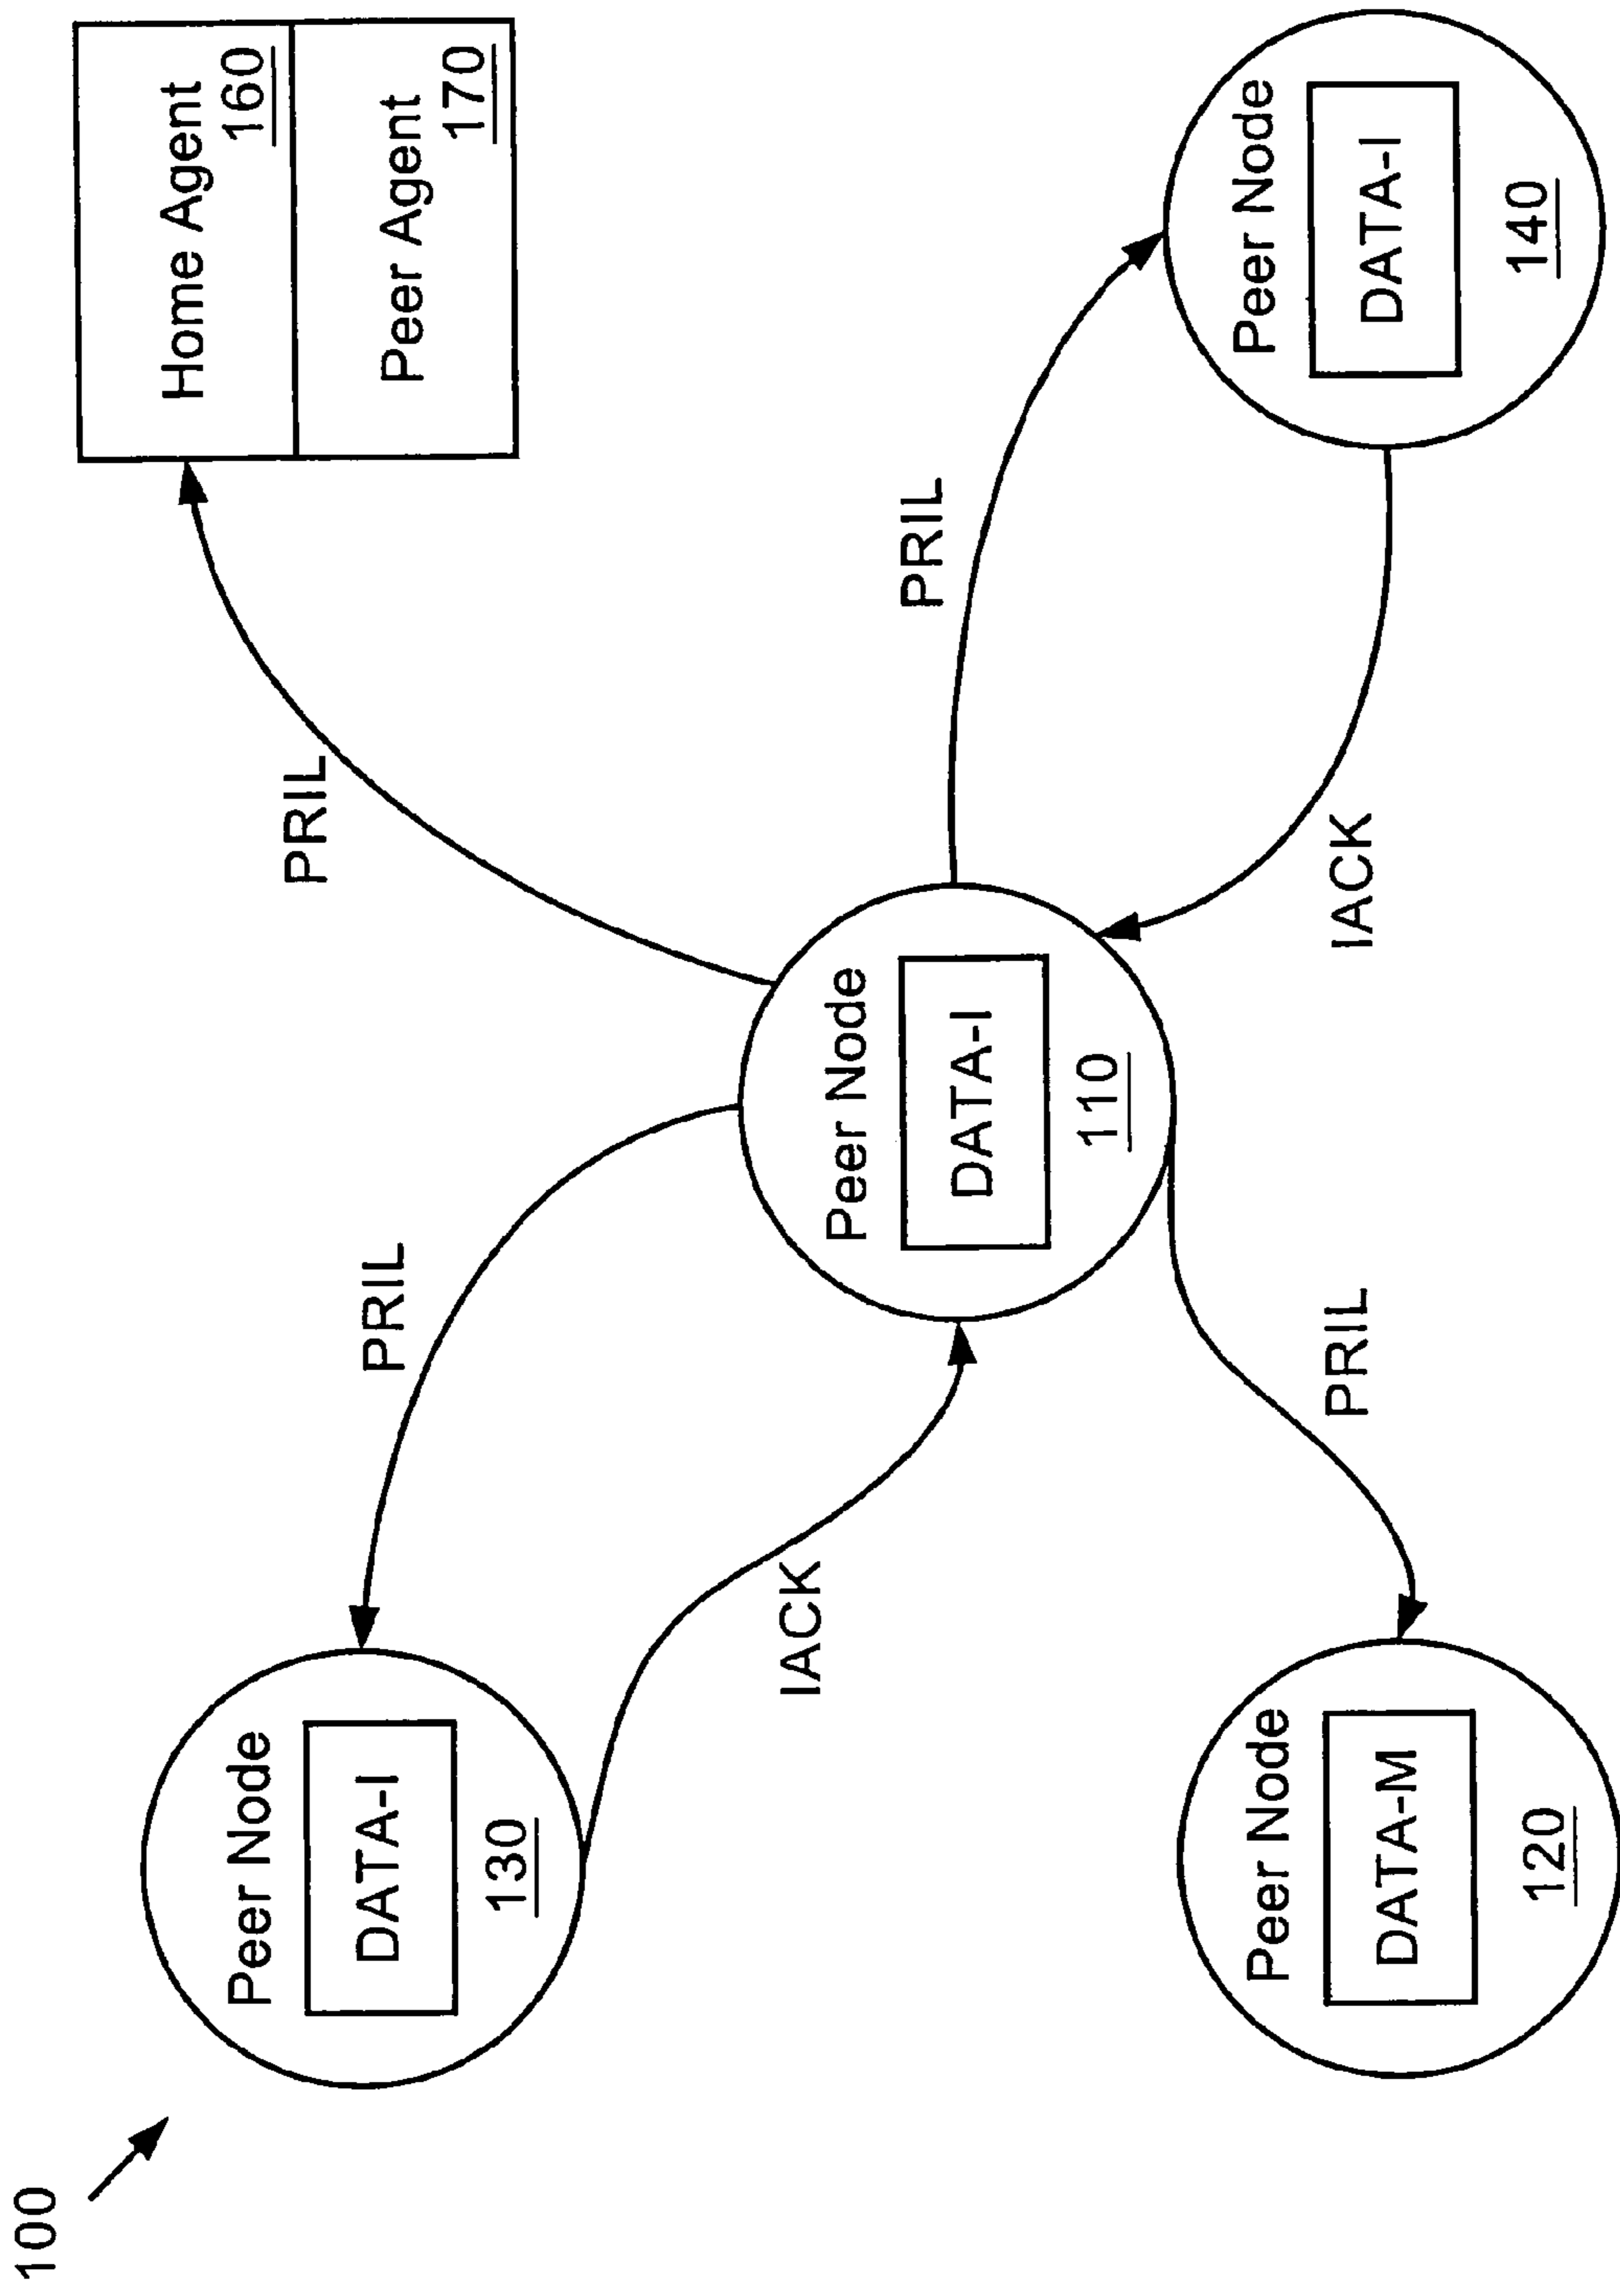 100
Peer Node
DATA-I
130
PRIL
IACK
PRIL
Home Agent
160
Peer Agent
170
Peer Node
DATA-I
110
PRIL
IACK
PRIL
Peer Node
DATA-M
120
Peer Node
DATA-I
140